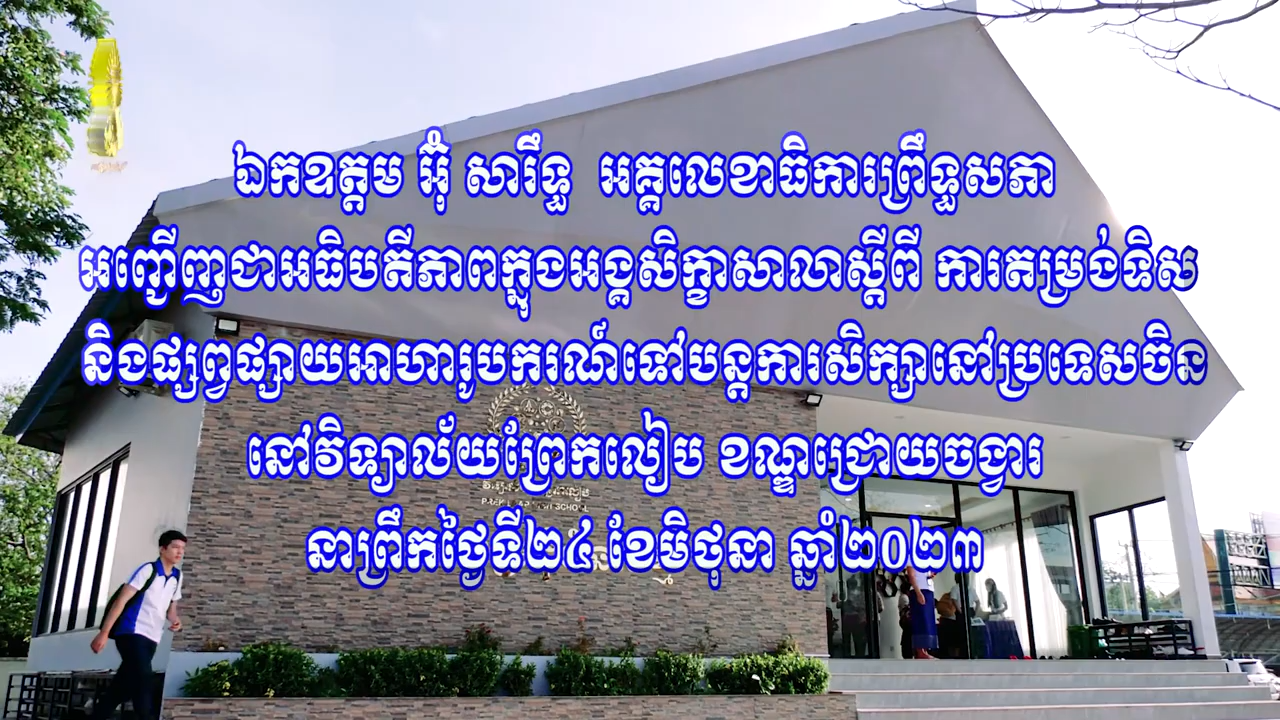 ឯកឧត្តម អ៊ុំ សារឹទ្ធ អគ្គលេខាធិការព្រឹទ្ធសភា
អញ្ជើញជាអធិបតីភាពក្នុងអង្គសិក្ខាសាលាស្តីពី ការតម្រង់ទិស
និងផ្សព្វផ្សាយអាហារូបករណ៍ទៅបន្តការសិក្សានៅប្រទេសចិន
នៅវិទ្យាល័យព្រែកលៀប ខណ្ឌជ្រោយចង្វារ
នាព្រឹកថ្ងៃទី២៤ ខែមិថុនា ឆ្នាំ២០២៣